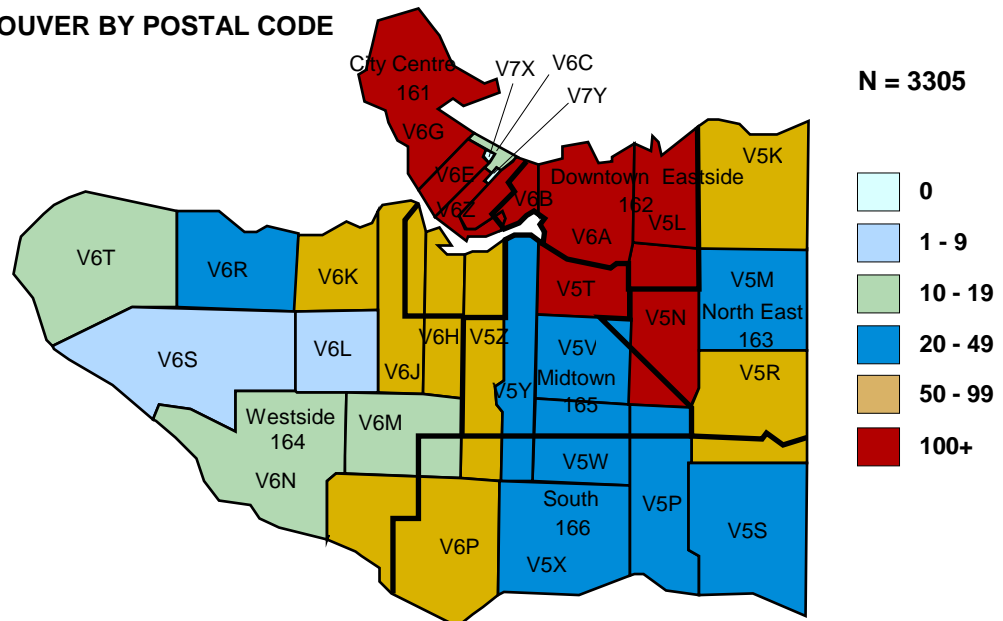 OUVER BY POSTAL CODE
City Centre
161
V7X
V6C
V7Y
N = 3305
V6G
V6E
V6Z
V6B
Downtown Eastside
162
V5K
V6A
V5L
V6T
V6R
V6K
V5T
V5M
North East
163
V5N
V6S
V6L
V6J
V6H
V5Z
V5Y
V5V
Midtown
165
V5R
Westside
164
V6M
V6N
V5W
South
166
V6P
V5X
V5P
V5S
0
1 - 9
10 - 19
20 - 49
50 - 99
100+